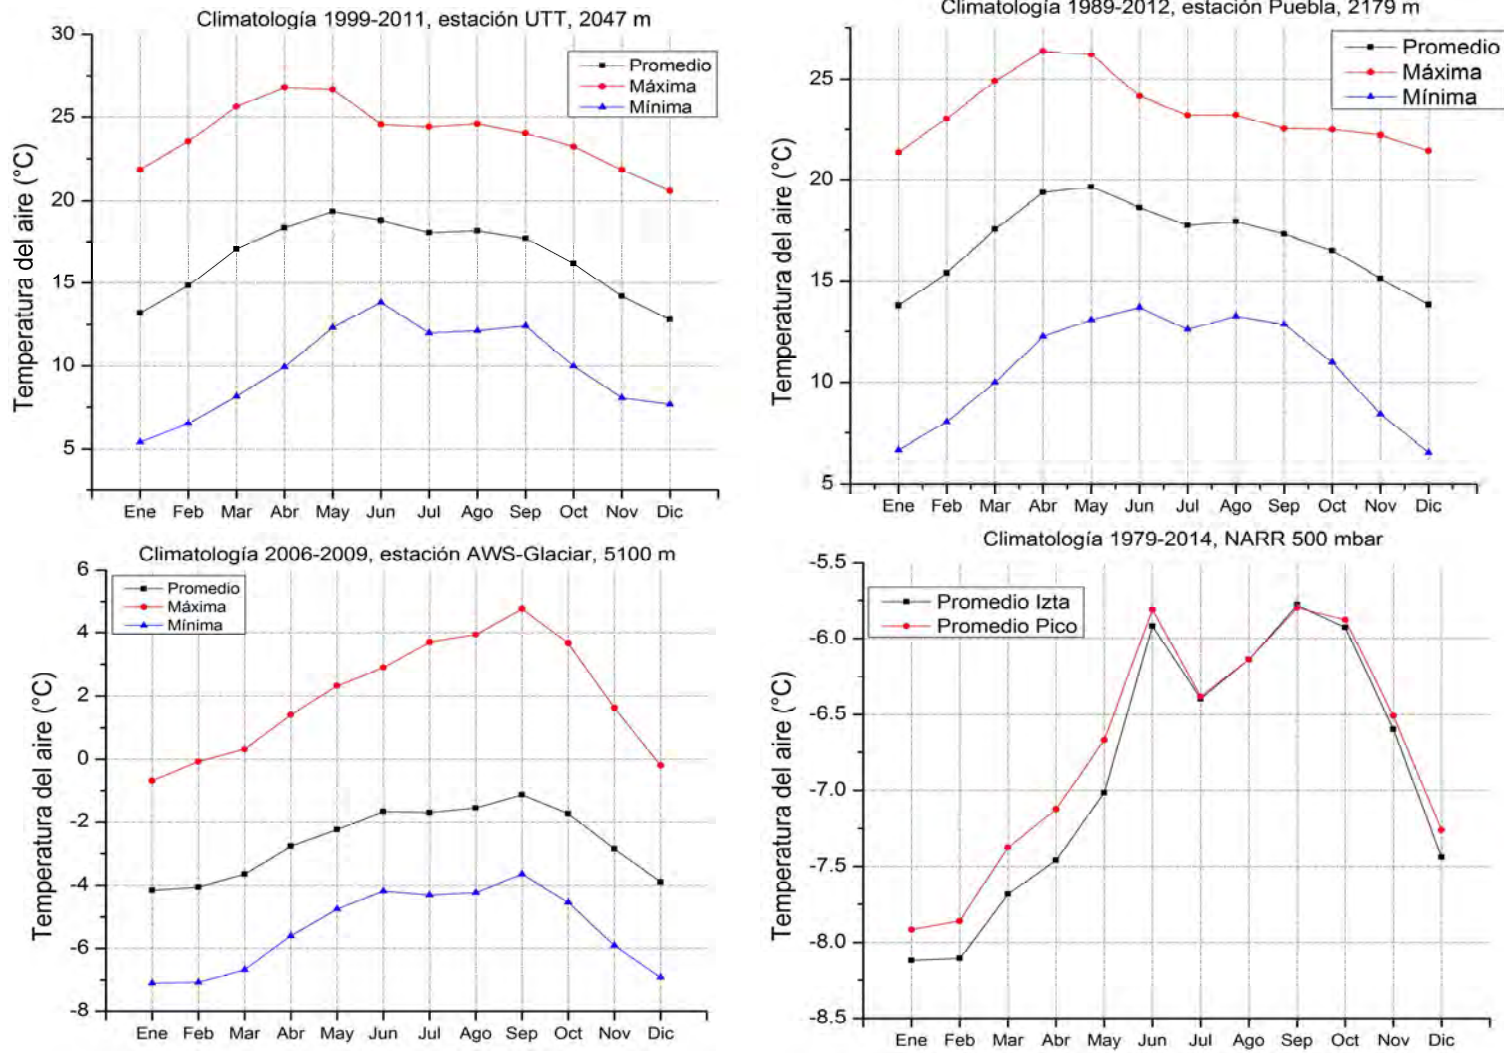 Climatología 1999-2011, estación UTT, 2047 m
Temperatura del aire (°C)
30
25
20
15
10
5
Promedio
Máxima
Mínima
Ene Feb Mar Abr May Jun Jul Ago Sep Oct Nov Dic
Climatología 1989-2012, estación Puebla, 2179 m
Temperatura del aire (°C)
25
20
15
10
5
Promedio
Máxima
Mínima
Ene Feb Mar Abr May Jun Jul Ago Sep Oct Nov Dic
Climatología 2006-2009, estación AWS-Glaciar, 5100 m
Temperatura del aire (°C)
6
4
2
0
-2
-4
-6
-8
Promedio
Máxima
Mínima
Ene Feb Mar Abr May Jun Jul Ago Sep Oct Nov Dic
Climatología 1979-2014, NARR 500 mbar
Temperatura del aire (°C)
-5.5
-6.0
-6.5
-7.0
-7.5
-8.0
-8.5
Promedio Izta
Promedio Pico
Ene Feb Mar Abr May Jun Jul Ago Sep Oct Nov Dic